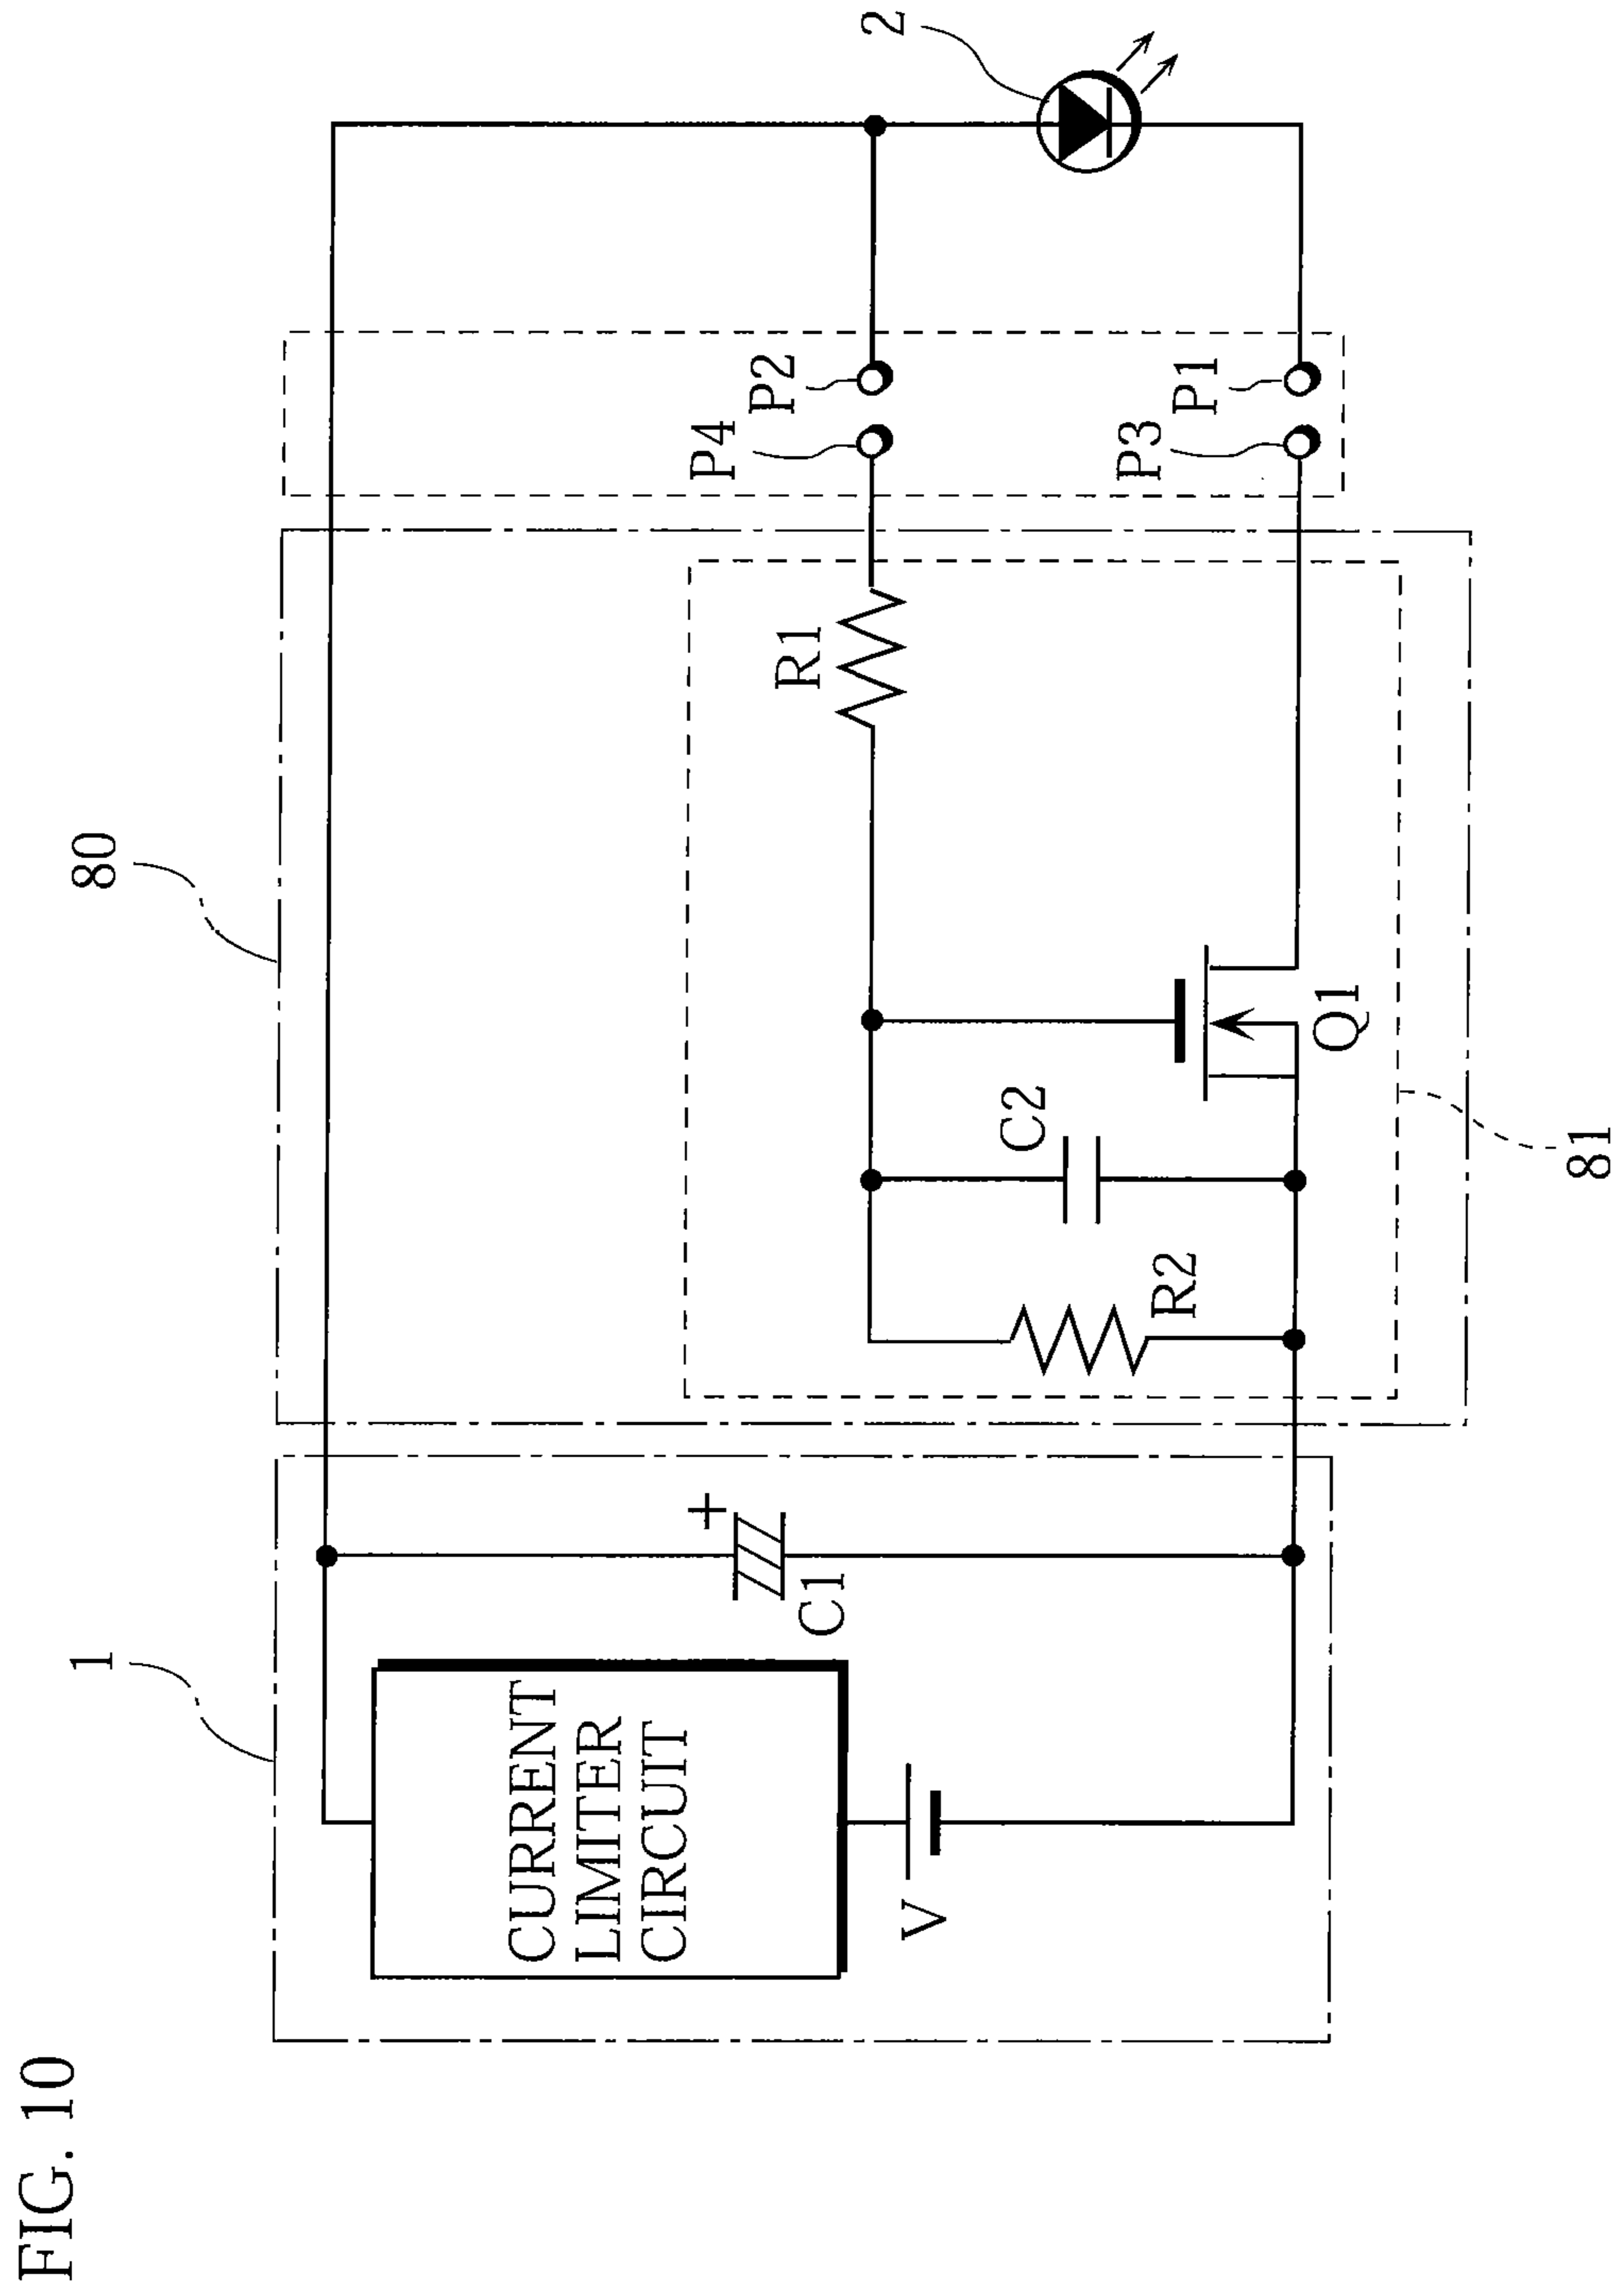 FIG. 10
1
CURRENT
LIMITER
CIRCUIT
V
+
C1
80
R2
C2
Q1
R1
81
P4
P2
P3
P1
2